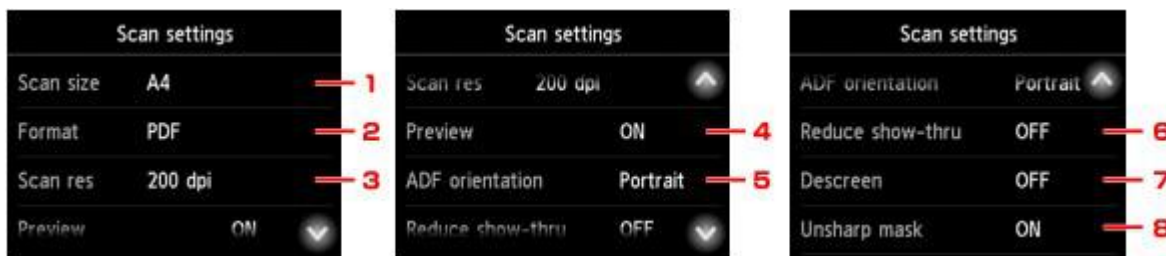 Scan settings
Scan size A4 1
Format PDF 2
Scan res 200 dpi 3
Preview ON
Scan settings
Scan res 200 dpi
Preview ON 4
ADF orientation Portrait 5
Reduce show-thru OFF
Scan settings
ADF orientation Portrait
Reduce show-thru OFF 6
Descreen OFF 7
Unsharp mask ON 8